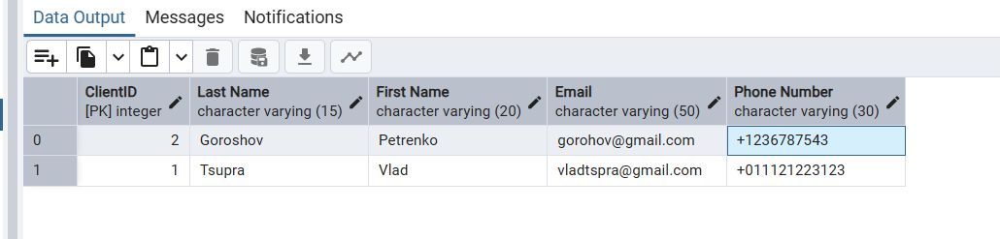 Data Output Messages Notifications
ClientID Last Name First Name Email Phone Number
[PK] integer character varying (15) character varying (20) character varying (50) character varying (30)
0 2 Goroshov Petrenko gorohov@gmail.com +1236787543
1 1 Tsupra Vlad vladtspra@gmail.com +011121223123